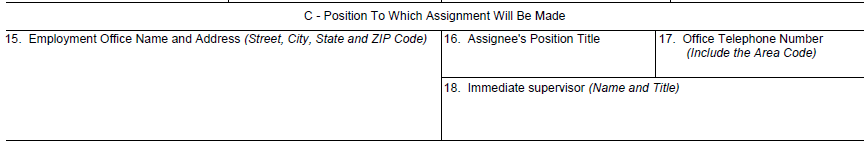 C - Position To Which Assignment Will Be Made
15. Employment Office Name and Address (Street, City, State and ZIP Code)
16. Assignee's Position Title
17. Office Telephone Number
(Include the Area Code)
18. Immediate supervisor (Name and Title)